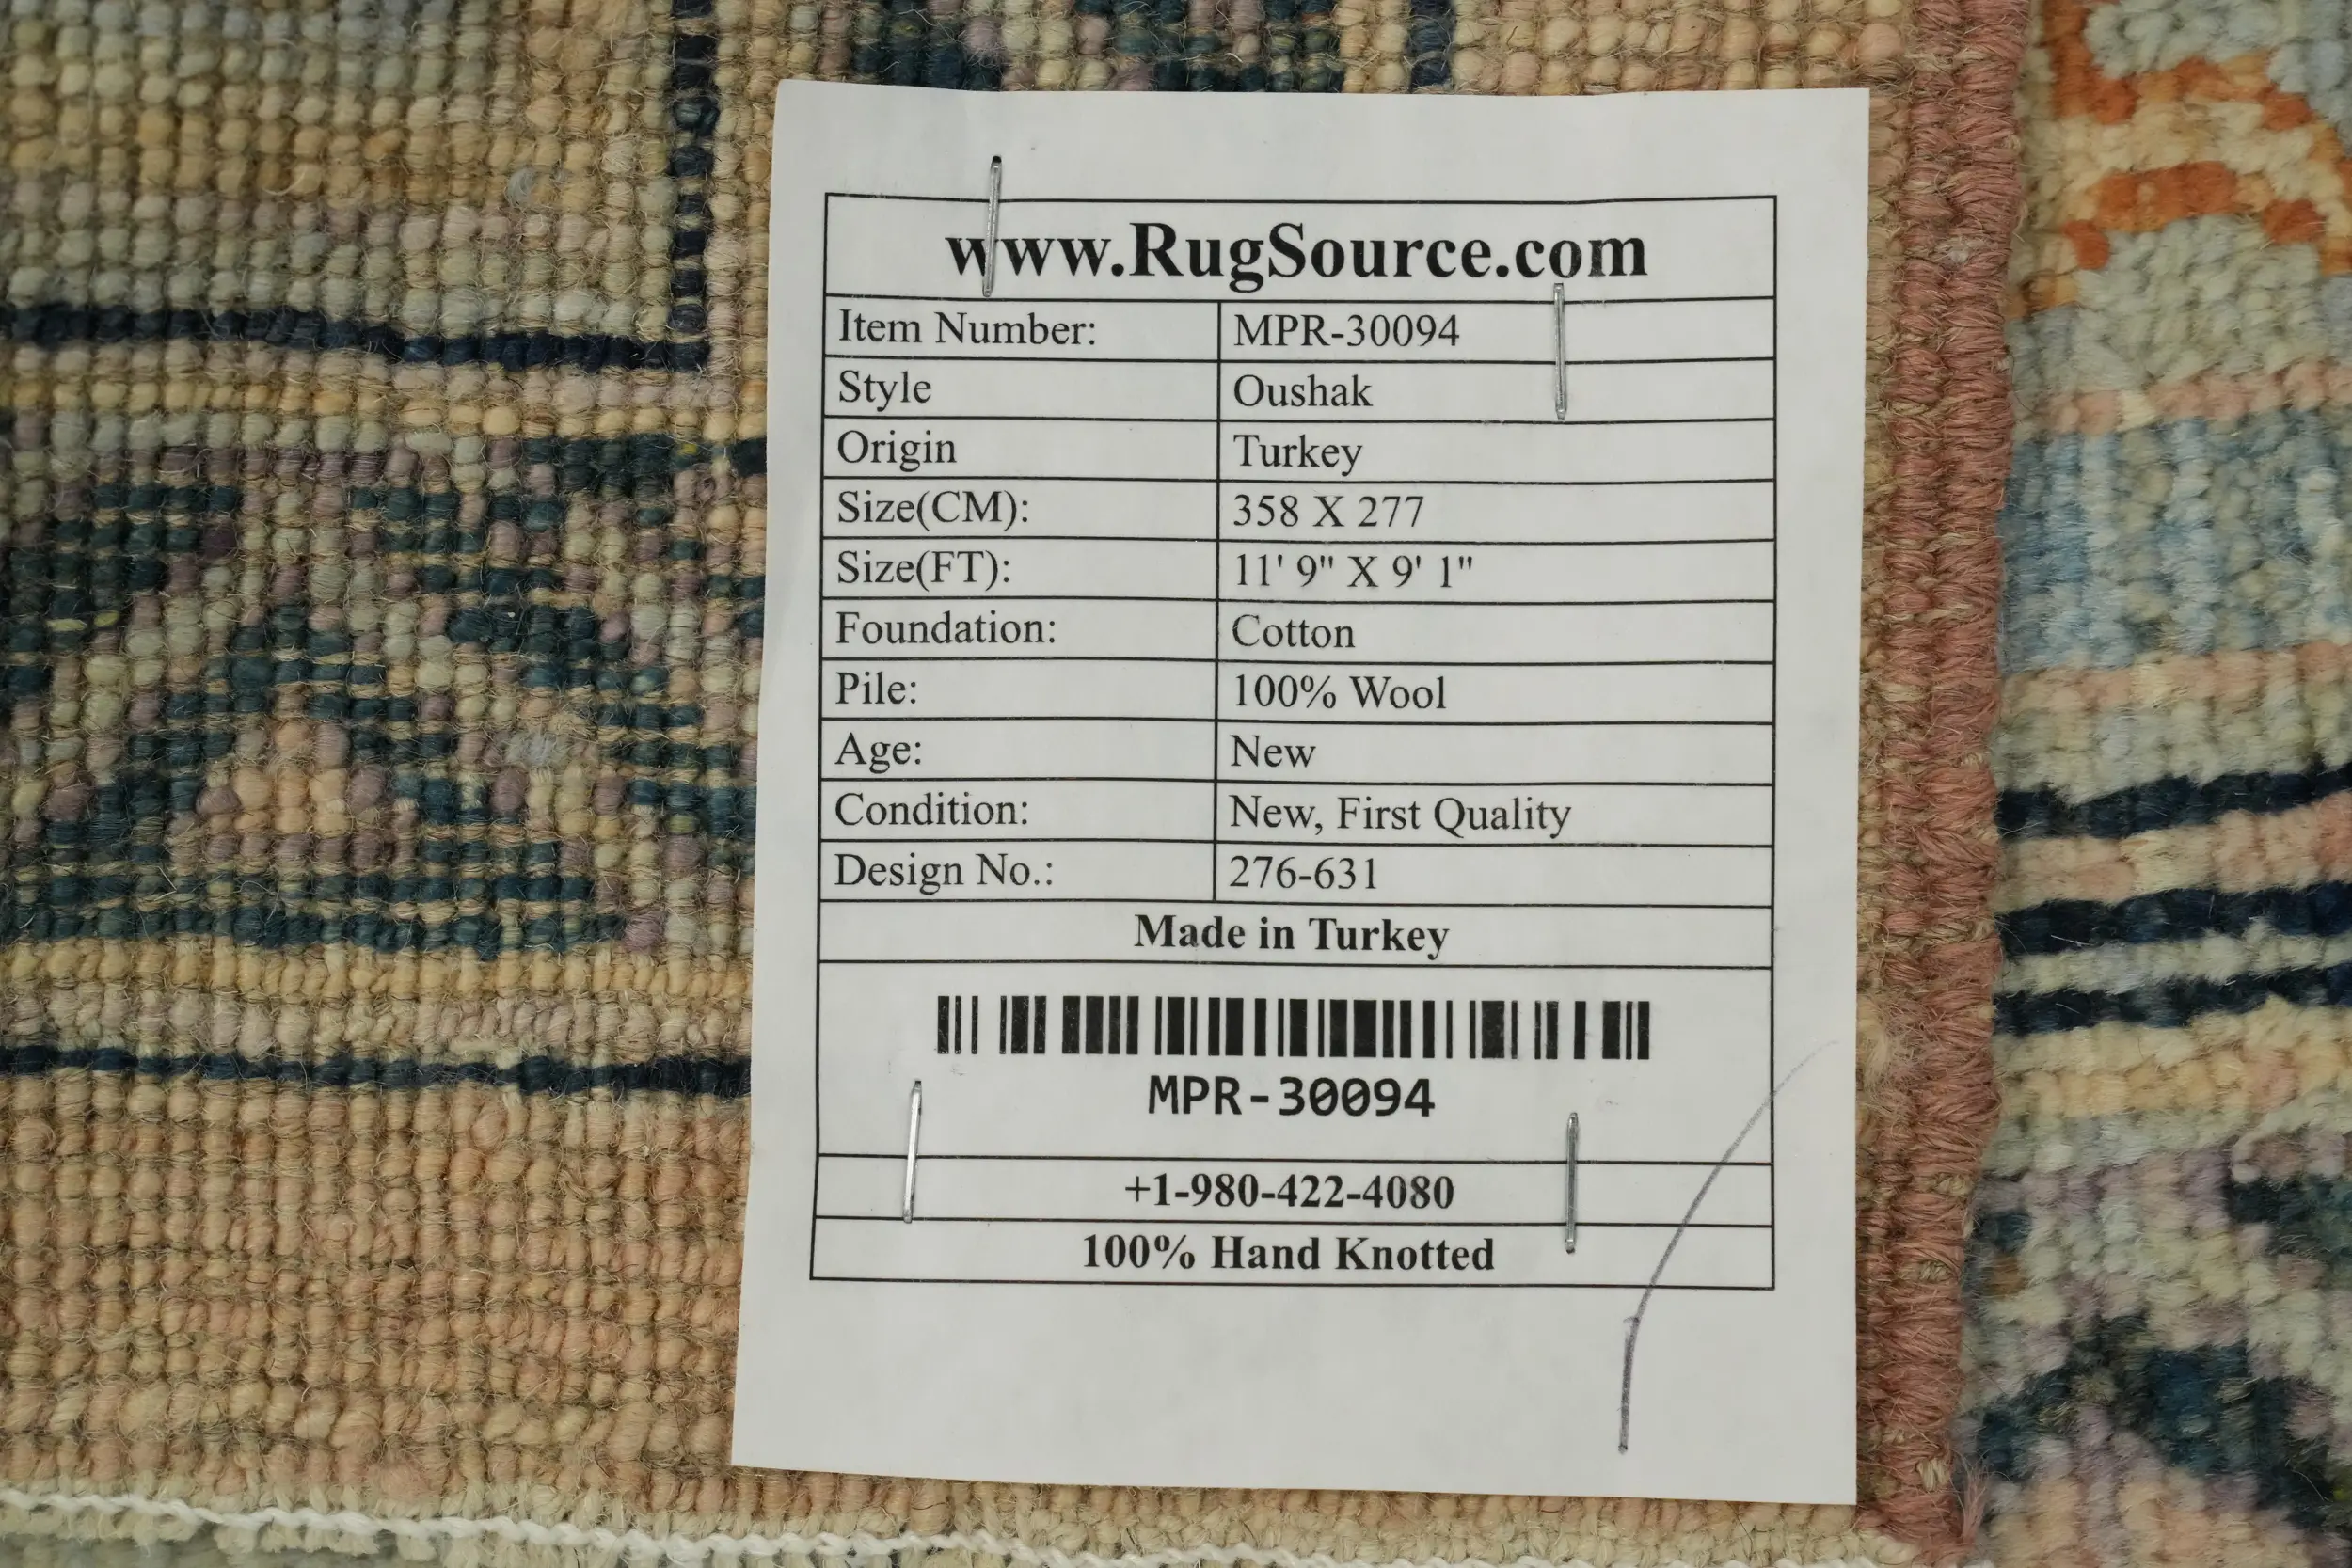 www.RugSource.com
Item Number: MPR-30094
Style Oushak
Origin Turkey
Size(CM): 358 X 277
Size(FT): 11' 9" X 9' 1"
Foundation: Cotton
Pile: 100% Wool
Age: New
Condition: New, First Quality
Design No.: 276-631
Made in Turkey
MPR-30094
+1-980-422-4080
100% Hand Knotted